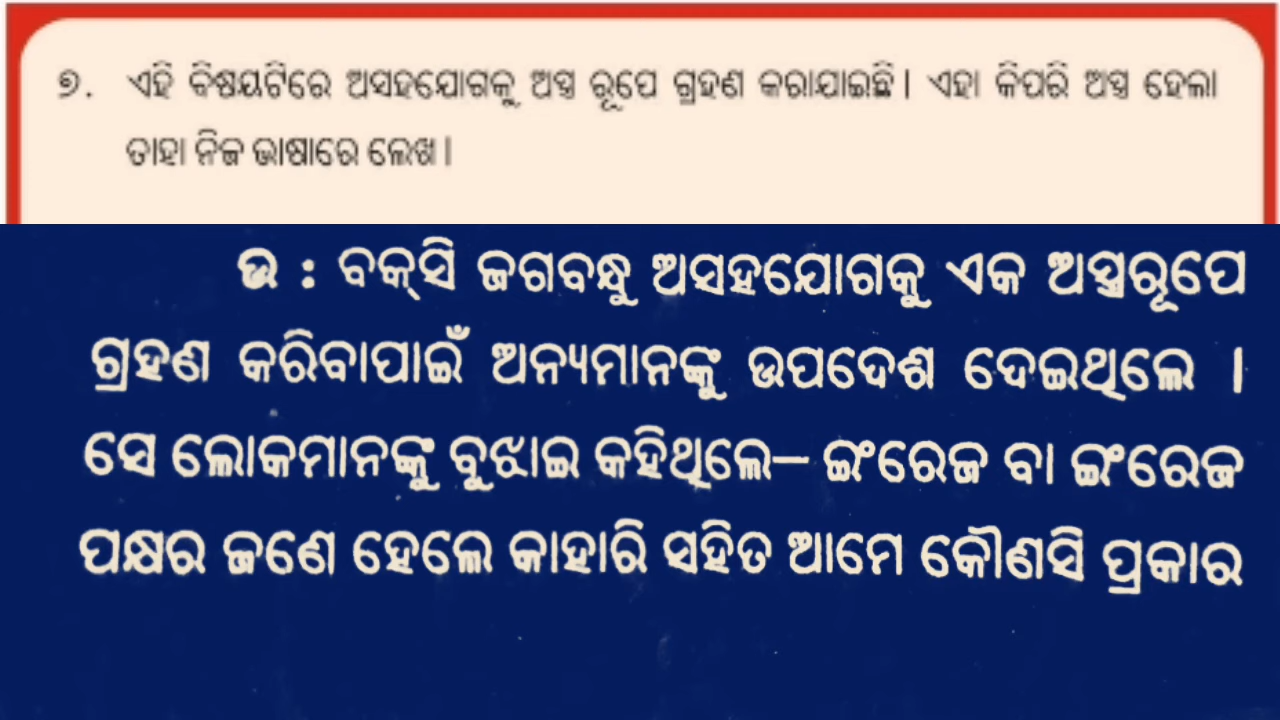 ୭. ଏହି ବିଷୟଟିରେ ଅସହଯୋଗକୁ ଅସ୍ତ୍ର ରୂପେ ଗ୍ରହଣ କରାଯାଇଛି। ଏହା କିପରି ଅସ୍ତ୍ର ହେଲା
ତାହା ନିଜ ଭାଷାରେ ଲେଖ।
ଉ : ବକ୍‌ସି ଜଗବନ୍ଧୁ ଅସହଯୋଗକୁ ଏକ ଅସ୍ତ୍ରରୂପେ
ଗ୍ରହଣ କରିବାପାଇଁ ଅନ୍ୟମାନଙ୍କୁ ଉପଦେଶ ଦେଇଥିଲେ ।
ସେ ଲୋକମାନଙ୍କୁ ବୁଝାଇ କହିଥିଲେ– ଇଂରେଜ ବା ଇଂରେଜ
ପକ୍ଷର ଜଣେ ହେଲେ କାହାରି ସହିତ ଆମେ କୌଣସି ପ୍ରକାର